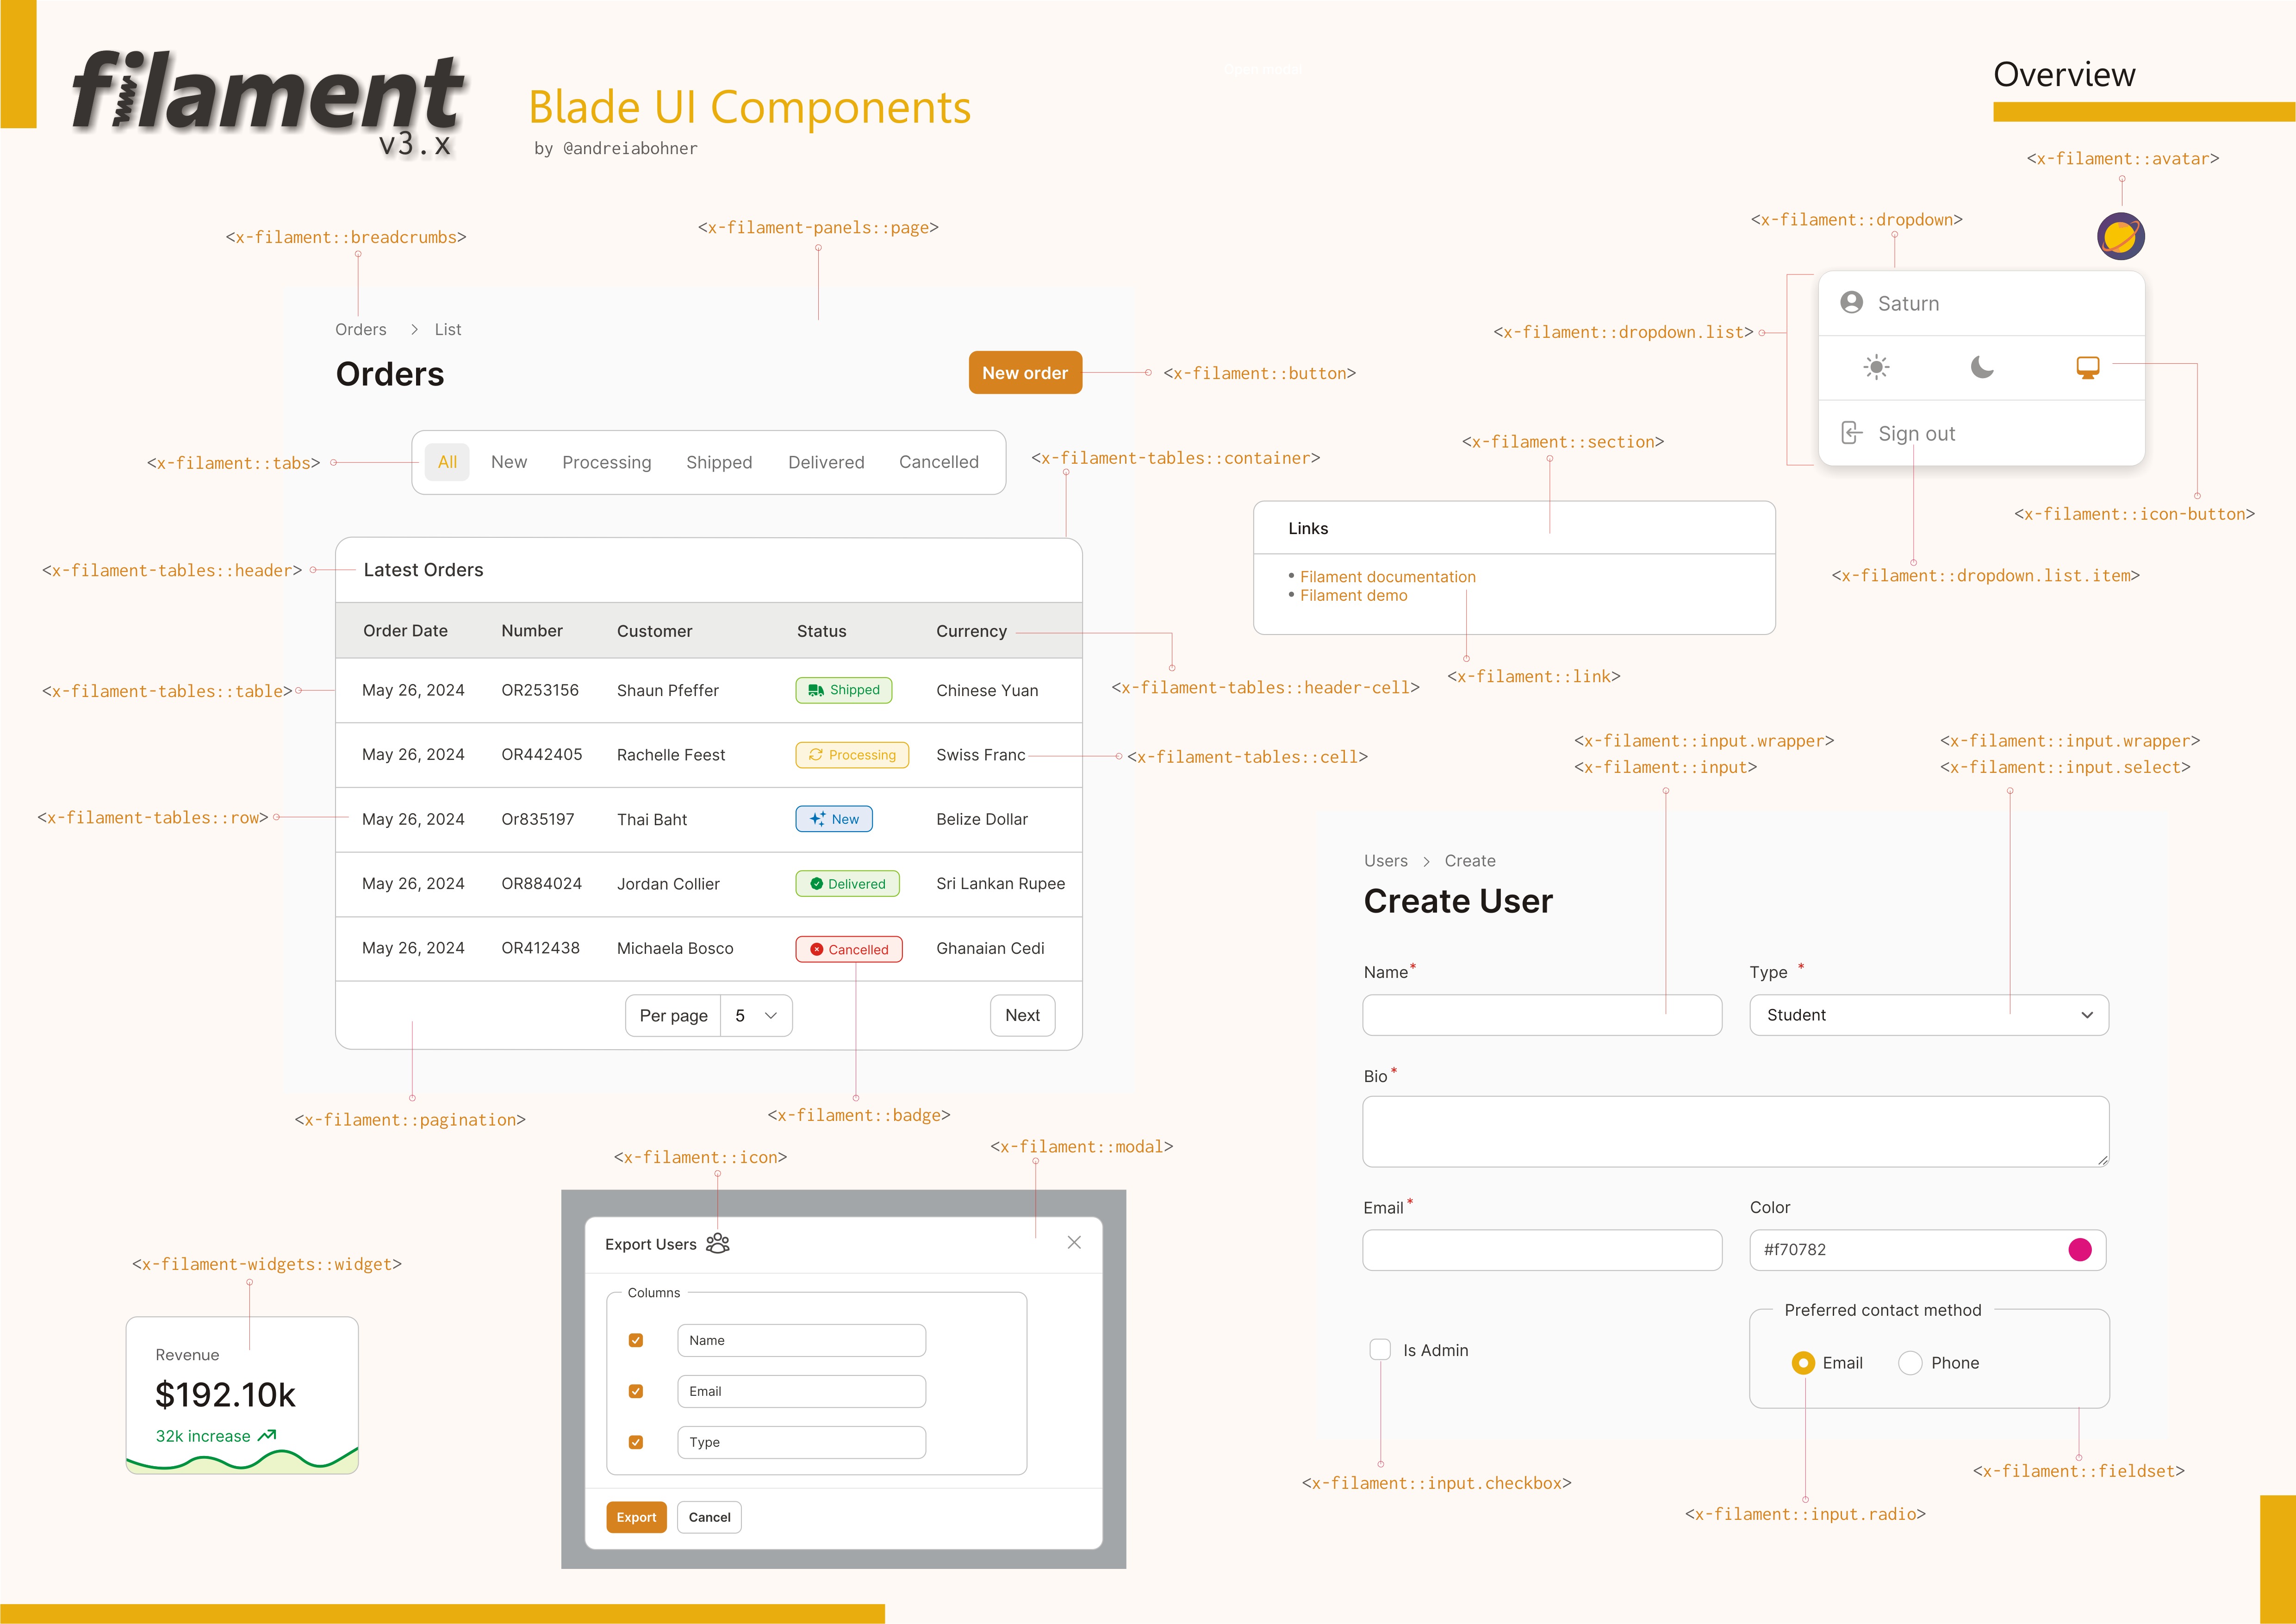 filament
v3.x
Blade UI Components
by @andreiabohner
Open modal
Overview
<x-filament::avatar>
<x-filament::breadcrumbs>
<x-filament-panels::page>
<x-filament::dropdown>
Orders > List
Orders
New order
<x-filament::button>
<x-filament::dropdown.list>
Saturn
Sign out
<x-filament::icon-button>
<x-filament::dropdown.list.item>
<x-filament::tabs>
All New Processing Shipped Delivered Cancelled
<x-filament-tables::container>
<x-filament::section>
Links
• Filament documentation
• Filament demo
<x-filament::link>
<x-filament-tables::header>
Latest Orders
Order Date Number Customer Status Currency
<x-filament-tables::header-cell>
<x-filament-tables::table>
May 26, 2024 OR253156 Shaun Pfeffer Shipped Chinese Yuan
May 26, 2024 OR442405 Rachelle Feest Processing Swiss Franc
<x-filament-tables::cell>
<x-filament-tables::row>
May 26, 2024 Or835197 Thai Baht New Belize Dollar
May 26, 2024 OR884024 Jordan Collier Delivered Sri Lankan Rupee
May 26, 2024 OR412438 Michaela Bosco Cancelled Ghanaian Cedi
Per page 5 Next
<x-filament::pagination>
<x-filament::badge>
<x-filament::input.wrapper>
<x-filament::input>
<x-filament::input.wrapper>
<x-filament::input.select>
Users > Create
Create User
Name* Type *
Student
Bio*
Email* Color
#f70782
Is Admin
Preferred contact method
Email Phone
<x-filament::input.checkbox>
<x-filament::input.radio>
<x-filament::fieldset>
<x-filament::icon>
<x-filament::modal>
Export Users
Columns
Name
Email
Type
Export Cancel
<x-filament-widgets::widget>
Revenue
$192.10k
32k increase